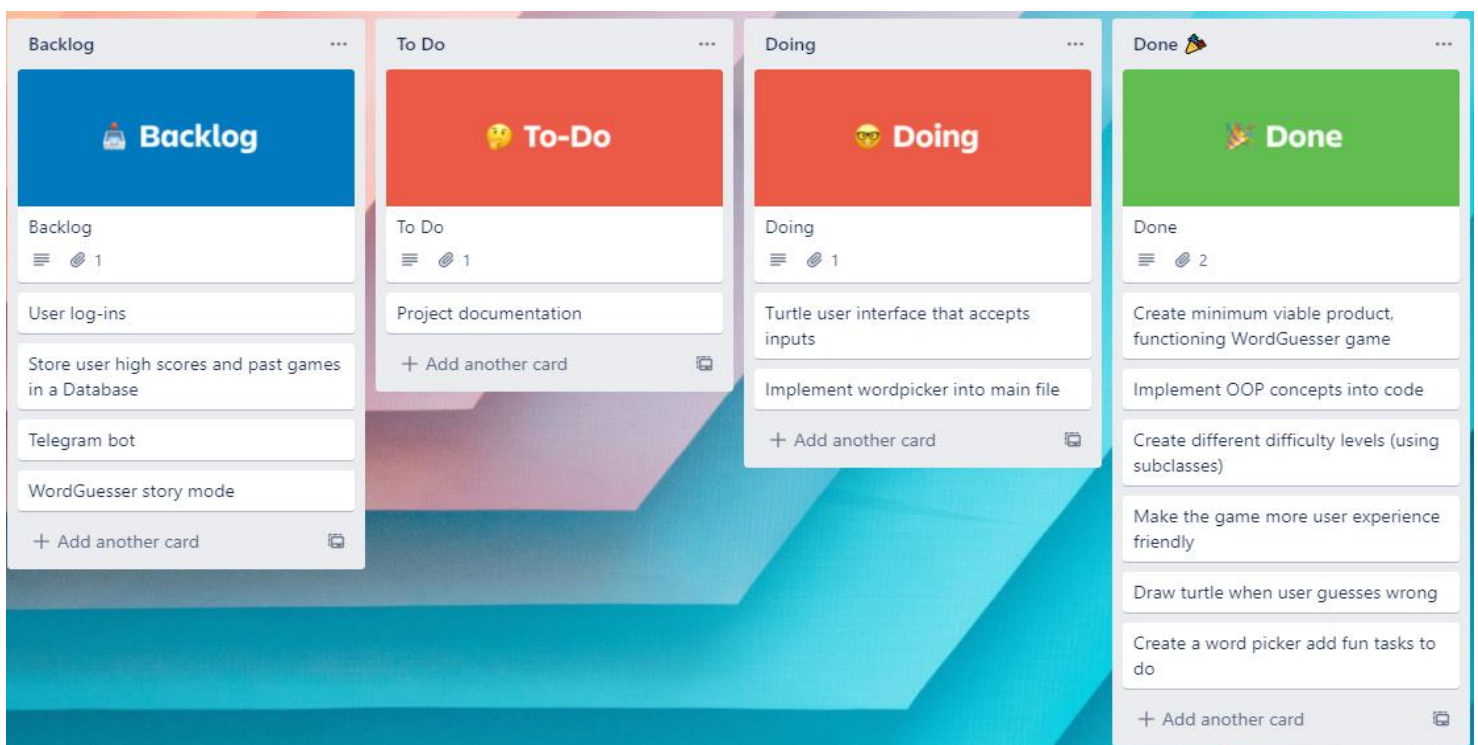 Backlog
Backlog
Backlog
1
User log-ins
Store user high scores and past games
in a Database
Telegram bot
WordGuesser story mode
+ Add another card
To Do
To-Do
To Do
1
Project documentation
+ Add another card
Doing
Doing
Doing
1
Turtle user interface that accepts
inputs
Implement wordpicker into main file
+ Add another card
Done 🎉
Done
Done
2
Create minimum viable product,
functioning WordGuesser game
Implement OOP concepts into code
Create different difficulty levels (using
subclasses)
Make the game more user experience
friendly
Draw turtle when user guesses wrong
Create a word picker add fun tasks to
do
+ Add another card